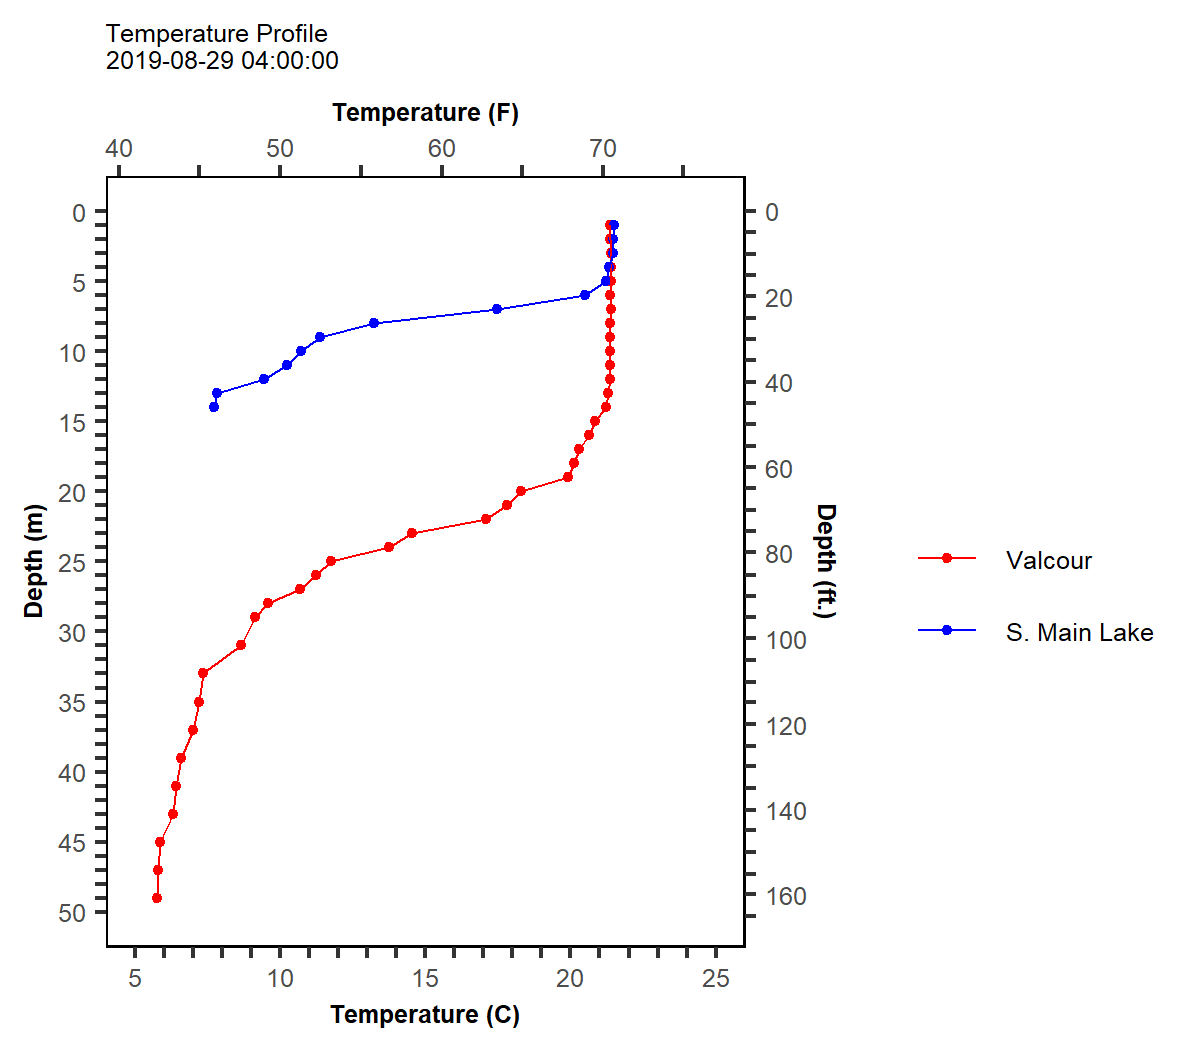 Temperature Profile
2019-08-29 04:00:00
Temperature (F)
40 50 60 70
0
5
10
15
20
25
30
35
40
45
50
Depth (m)
0
20
40
60
80
100
120
140
160
Depth (ft.)
Valcour
S. Main Lake
5 10 15 20 25
Temperature (C)